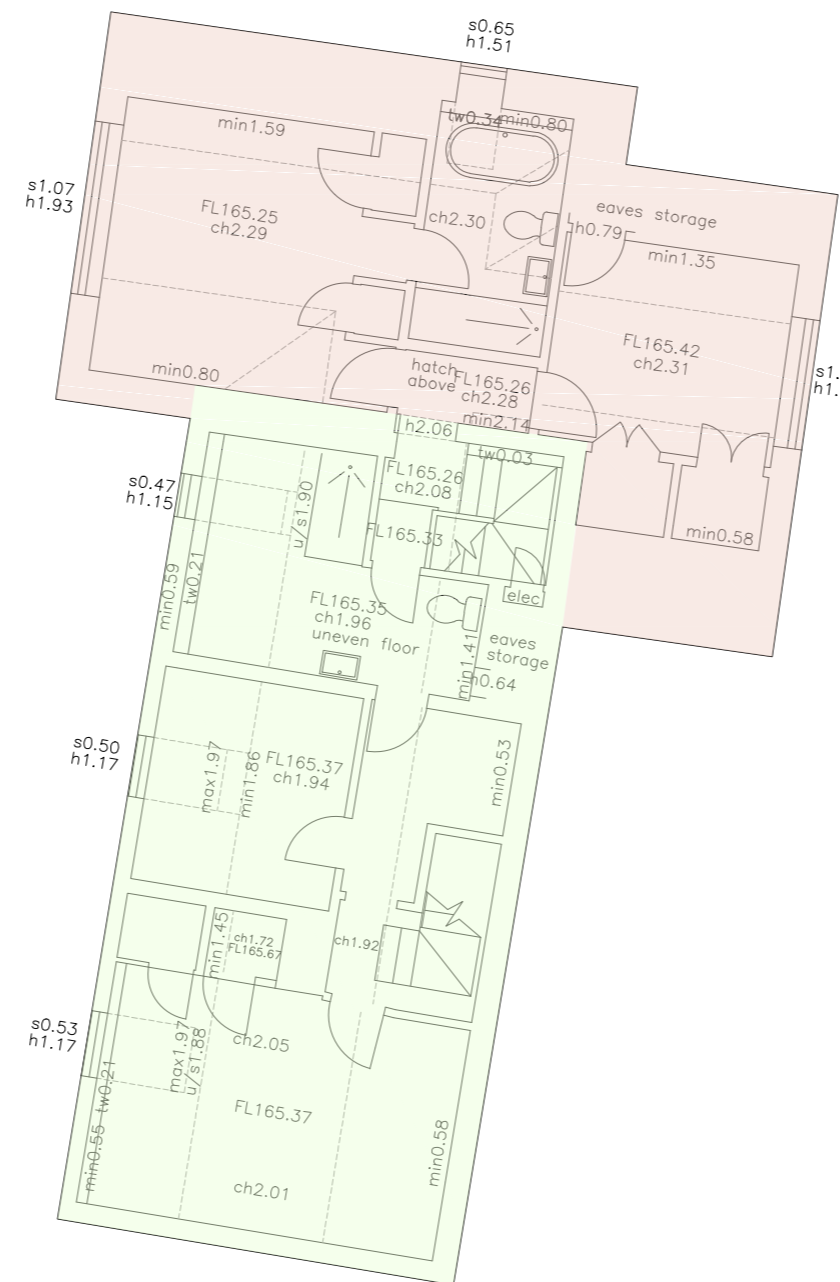 s0.65
h1.51
min1.59
tw0.34
min0.80
s1.07
h1.93
FL165.25
ch2.29
ch2.30
eaves storage
h0.79
min1.35
FL165.42
ch2.31
min0.80
hatch
above
FL165.26
ch2.28
min2.14
s1.
h1.
h2.06
tw0.03
FL165.26
ch2.08
s0.47
h1.15
u/s1.90
FL165.33
min0.58
min0.59
tw0.21
FL165.35
ch1.96
uneven floor
elec
eaves
storage
min1.41
h0.64
s0.50
h1.17
max1.97
min1.86
FL165.37
ch1.94
min0.53
min1.45
ch1.72
FL165.67
ch1.92
s0.53
h1.17
max1.97
u/s1.88
ch2.05
tw0.21
min0.55
FL165.37
min0.58
ch2.01